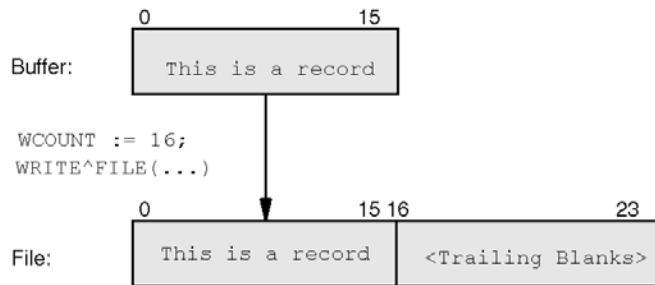 0 15
Buffer: This is a record
WCOUNT := 16;
WRITE^FILE(...)
0 15 16 23
File: This is a record <Trailing Blanks>